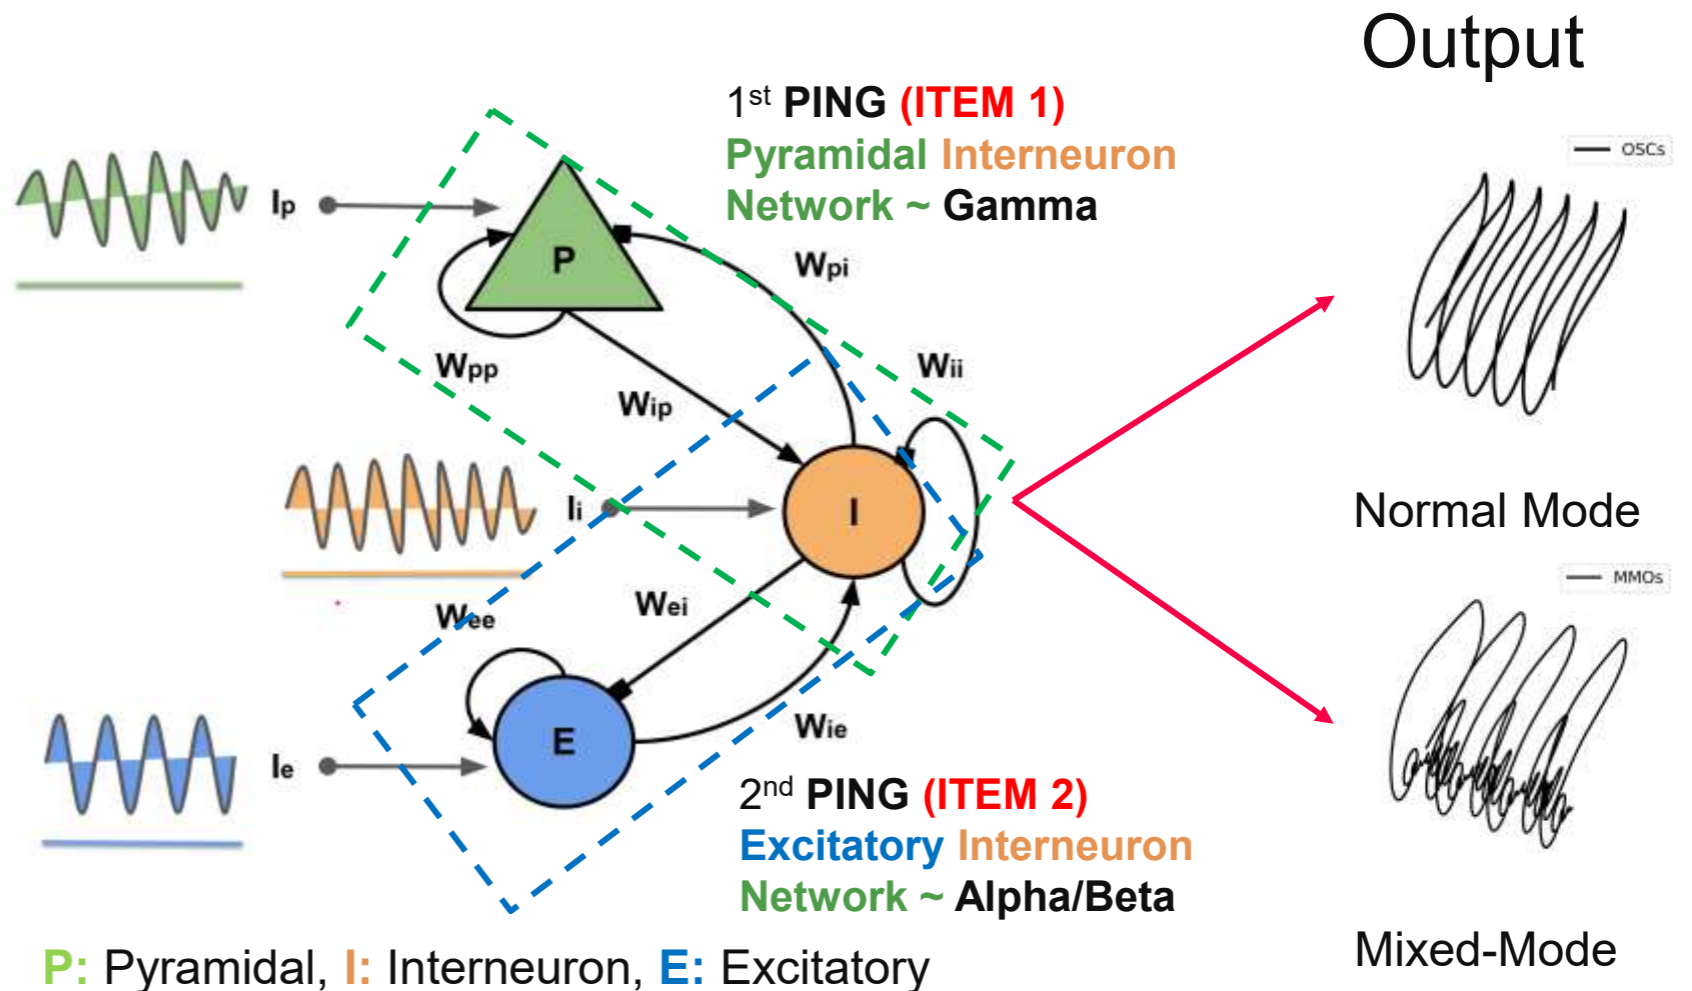 Output
1st PING (ITEM 1)
Pyramidal Interneuron
Network ~ Gamma
OSCs
Ip
P
Wpi
Wpp
Wii
Wip
Ii
I
Normal Mode
MMOs
Wee
Wei
E
Wie
Ie
2nd PING (ITEM 2)
Excitatory Interneuron
Network ~ Alpha/Beta
Mixed-Mode
P: Pyramidal, I: Interneuron, E: Excitatory